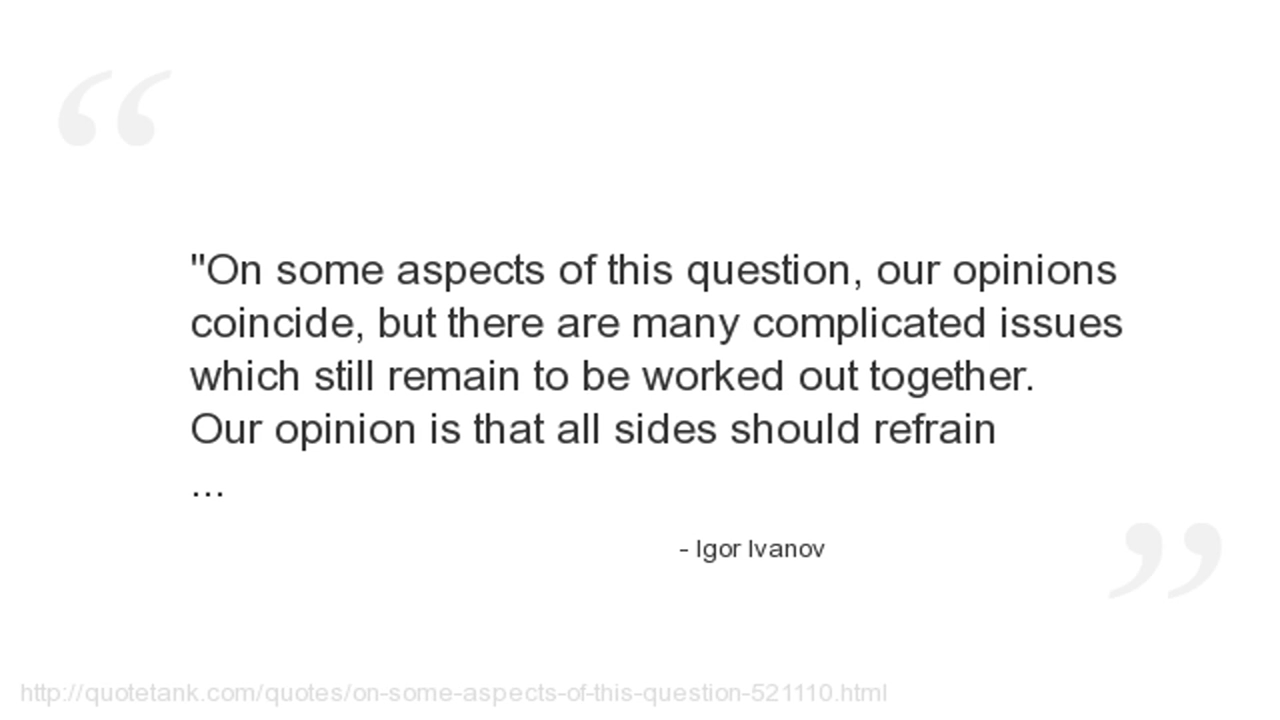 "On some aspects of this question, our opinions
coincide, but there are many complicated issues
which still remain to be worked out together.
Our opinion is that all sides should refrain
...
- Igor Ivanov
http://quotetank.com/quotes/on-some-aspects-of-this-question-521110.html